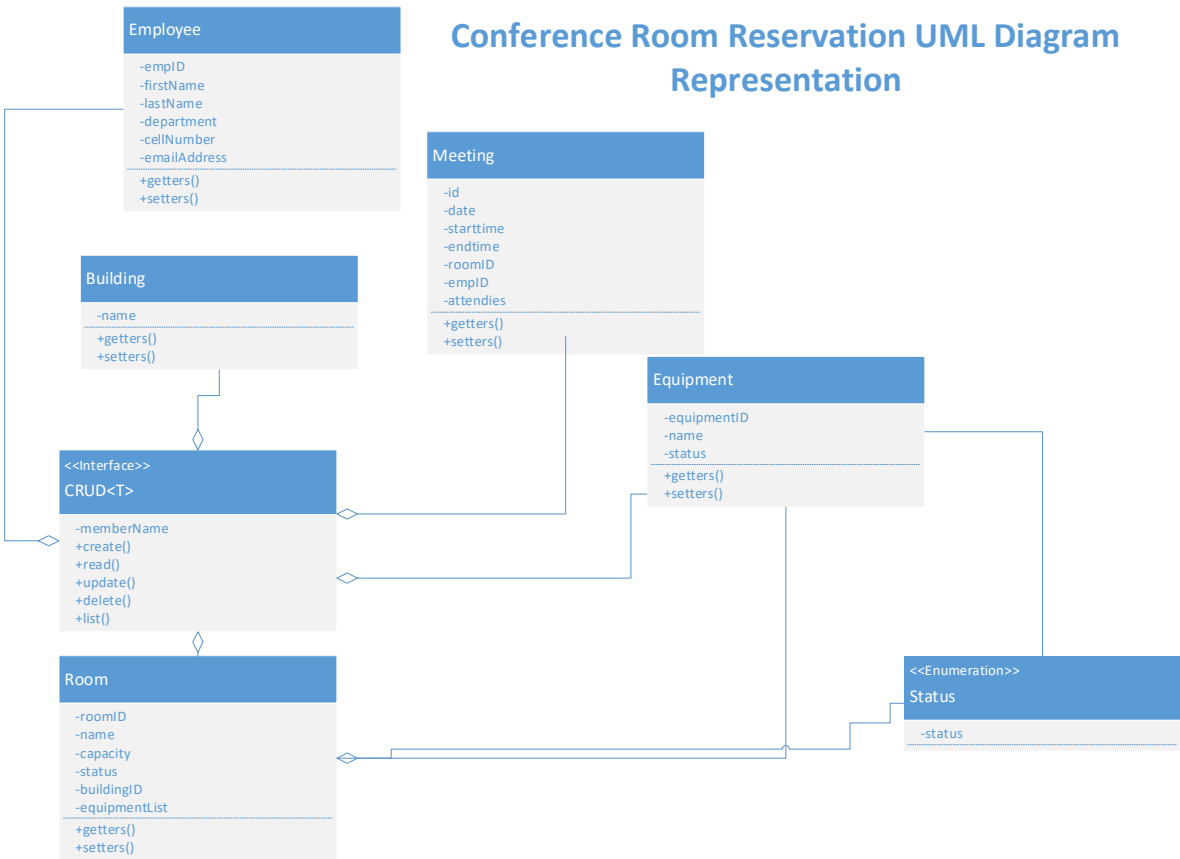 Conference Room Reservation UML Diagram
Representation
Employee
-empID
-firstName
-lastName
-department
-cellNumber
-emailAddress
+getters()
+setters()
Meeting
-id
-date
-starttime
-endtime
-roomID
-empID
-attendies
+getters()
+setters()
Building
-name
+getters()
+setters()
Equipment
-equipmentID
-name
-status
+getters()
+setters()
<<Interface>>
CRUD<T>
-memberName
+create()
+read()
+update()
+delete()
+list()
Room
-roomID
-name
-capacity
-status
-buildingID
-equipmentList
+getters()
+setters()
<<Enumeration>>
Status
-status